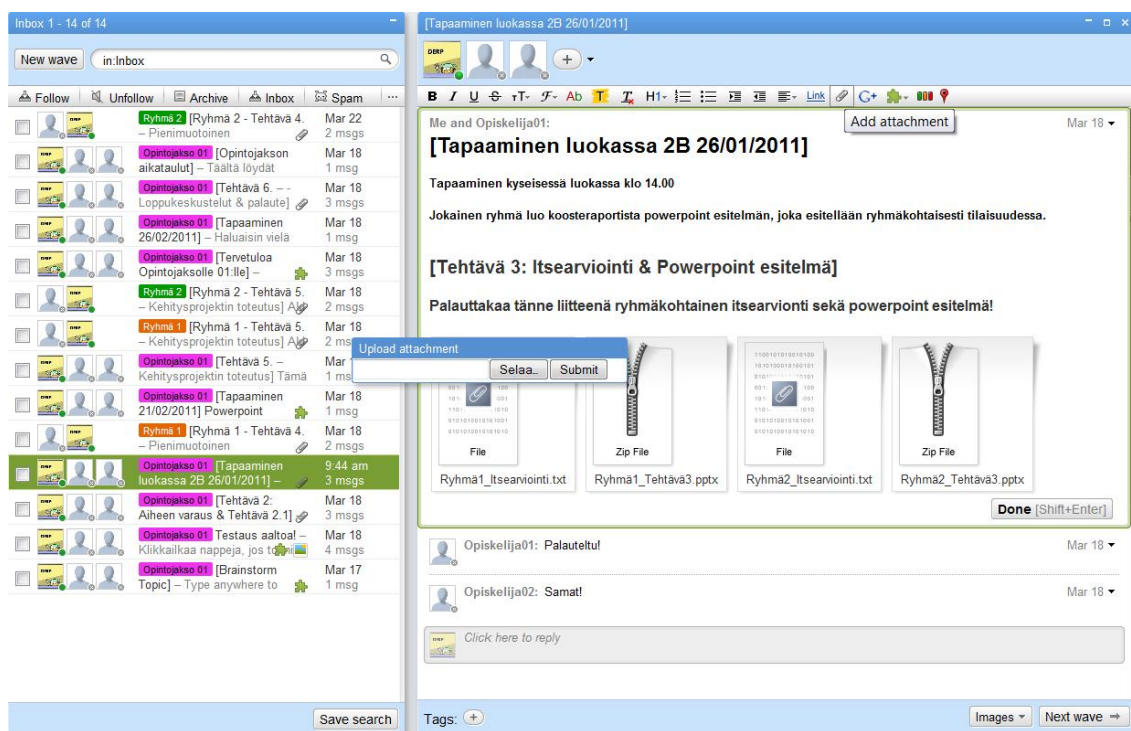 Inbox 1 - 14 of 14
New wave
in:Inbox
Follow
Unfollow
Archive
Inbox
Spam
...
Ryhmä 2 [Ryhmä 2 - Tehtävä 4. Mar 22
– Pienimuotoinen 2 msgs
Opintojakso 01 [Opintojakson Mar 18
aikataulut] – Täältä löydät 1 msg
Opintojakso 01 [Tehtävä 6. – - Mar 18
Loppukeskustelut & palaute] 3 msgs
Opintojakso 01 [Tapaaminen Mar 18
26/02/2011] – Haluaisin vielä 1 msg
Opintojakso 01 [Tervetuloa Mar 18
Opintojaksolle 01:lle] – 3 msgs
Ryhmä 2 [Ryhmä 2 - Tehtävä 5. Mar 18
– Kehitysprojektin toteutus] 2 msgs
Ryhmä 1 [Ryhmä 1 - Tehtävä 5. Mar 18
– Kehitysprojektin toteutus] 2 ms
Opintojakso 01 [Tehtävä 5. – Mar
Kehitysprojektin toteutus] Tämä 1 ms
Opintojakso 01 [Tapaaminen Mar 18
21/02/2011] Powerpoint 1 msg
Ryhmä 1 [Ryhmä 1 - Tehtävä 4. Mar 18
– Pienimuotoinen 2 msgs
Opintojakso 01 [Tapaaminen 9:44 am
luokassa 2B 26/01/2011] – 3 msgs
Opintojakso 01 [Tehtävä 2: Mar 18
Aiheen varaus & Tehtävä 2.1] 3 msgs
Opintojakso 01 Testaus aaltoa! – Mar 18
Klikkailkaa nappeja, jos 4 msgs
Opintojakso 01 [Brainstorm Mar 17
Topic] – Type anywhere to 1 msg
Save search
[Tapaaminen luokassa 2B 26/01/2011]
DERP
B I U S TT F Ab T T H1 Link G+
Add attachment
Me and Opiskelija01: Mar 18
[Tapaaminen luokassa 2B 26/01/2011]
Tapaaminen kyseisessä luokassa klo 14.00
Jokainen ryhmä luo koosteraportista powerpoint esitelmän, joka esitellään ryhmäkohtaisesti tilaisuudessa.
[Tehtävä 3: Itsearviointi & Powerpoint esitelmä]
Palauttakaa tänne liitteenä ryhmäkohtainen itsearvionti sekä powerpoint esitelmä!
Upload attachment
Selaa... Submit
File Zip File File Zip File
Ryhmä1_Itsearviointi.txt Ryhmä1_Tehtävä3.pptx Ryhmä2_Itsearviointi.txt Ryhmä2_Tehtävä3.pptx
Done [Shift+Enter]
Opiskelija01: Palauteltu! Mar 18
Opiskelija02: Samat! Mar 18
Click here to reply
Tags:
Images
Next wave